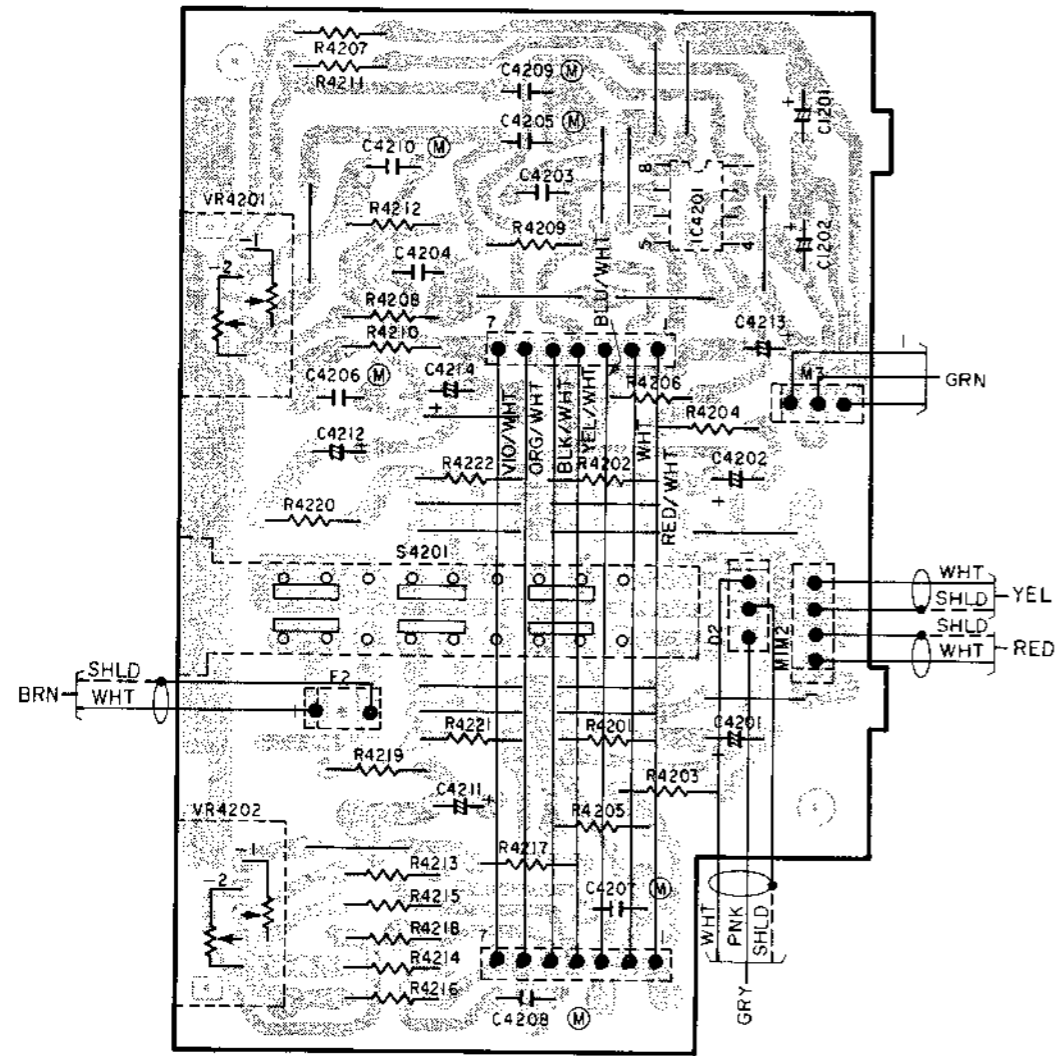 R4207
R4211
C4209 M
C4205 M
C1201 +
C4210 M
C4203
8
1
IC4201
5
4
VR4201
-1
-2
R4212
R4209
C1202 +
C4204
BLU/WHT
R4208
R4210
7
1
C4213 +
M3
1
GRN
C4206 M
C4214 +
R4206
R4204
C4212 +
VIO/WHT
ORG/WHT
BLK/WHT
YEL/WHT
RED/WHT
R4222
R4202
C4202 +
R4220
S4201
D2
MIM2
WHT
SHLD
YEL
SHLD
WHT
RED
SHLD
WHT
BRN
R4221
R4201
C4201 +
R4219
R4203
C4211 +
R4205
VR4202
-1
-2
R4217
R4213
R4215
C4207 M
R4218
R4214
R4216
7
1
C4208 M
WHT
PNK
SHLD
GRY